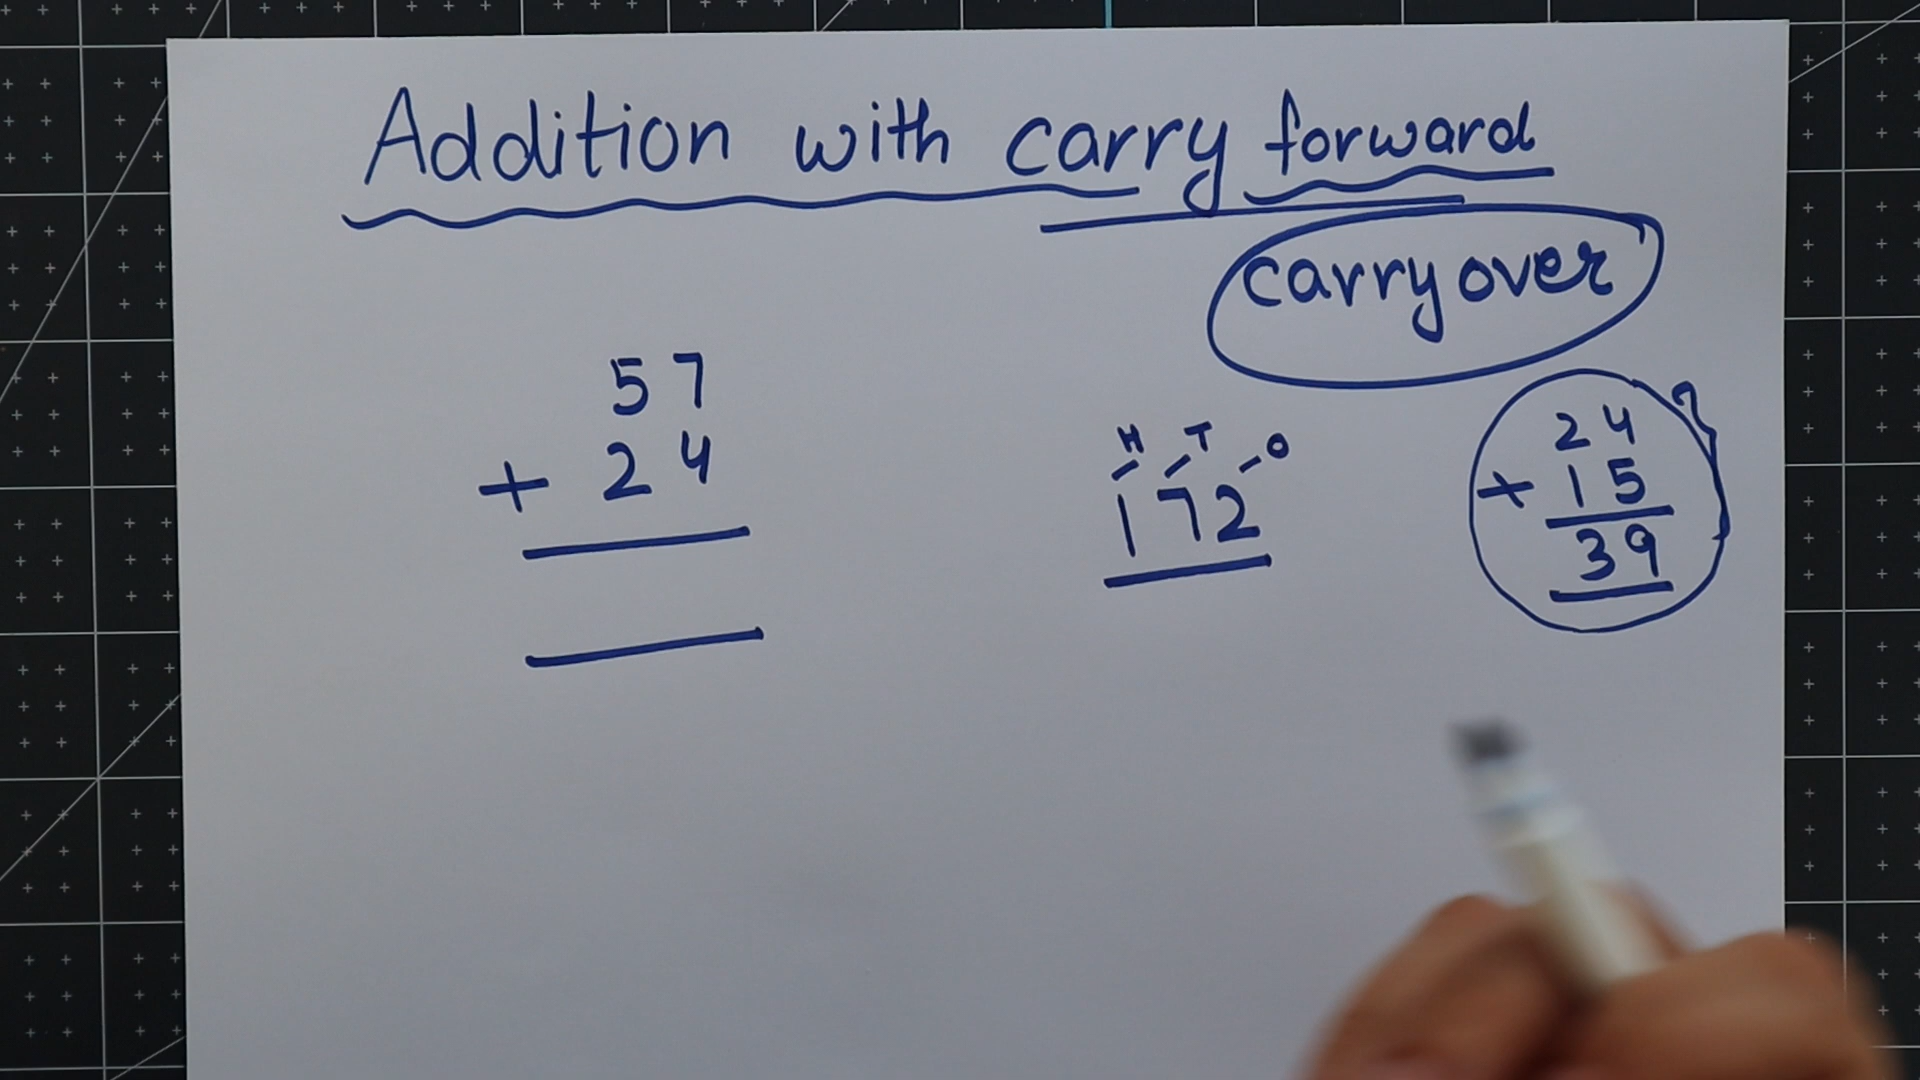 Addition with carry forward
carry over
57
+ 24
H T O
172
24
+ 15
39